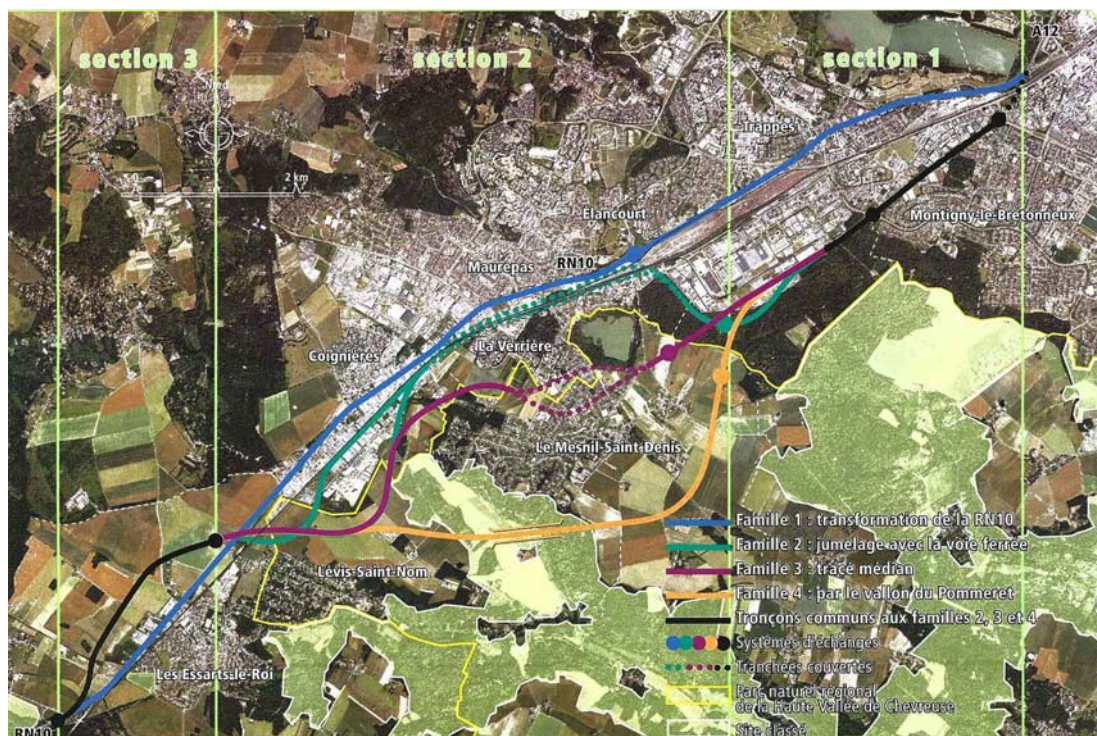 section 3
section 2
section 1
A12
Nord
2 km
Trappes
Elancourt
Montigny-le-Bretonneux
Maurepas
RN10
La Verrière
Coignières
Le Mesnil-Saint-Denis
Lévis-Saint-Nom
Les Essarts-le-Roi
RN10
Famille 1 : transformation de la RN10
Famille 2 : jumelage avec la voie ferrée
Famille 3 : tracé médian
Famille 4 : par le vallon du Pommeret
Tronçons communs aux familles 2, 3 et 4
Systèmes d'échanges
Tranchées couvertes
Parc naturel régional
de la Haute Vallée de Chevreuse
Site classé